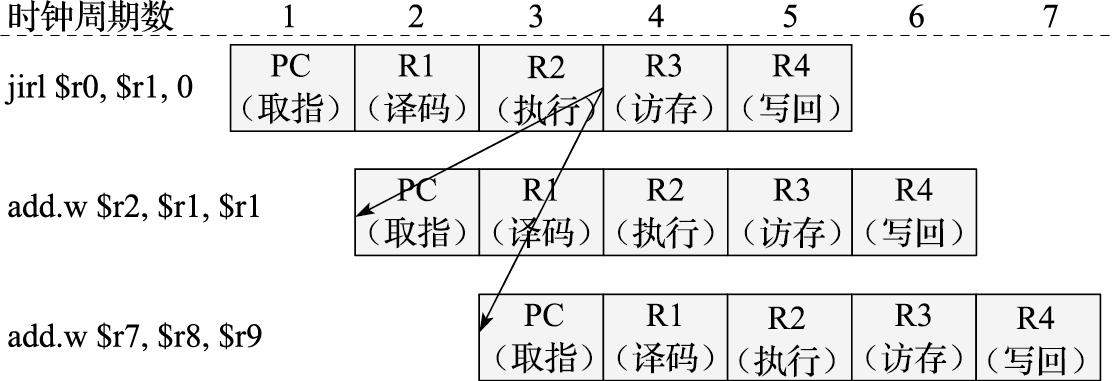 时钟周期数 1 2 3 4 5 6 7
jirl $r0, $r1, 0
PC R1 R2 R3 R4
（取指） （译码） （执行） （访存） （写回）
add.w $r2, $r1, $r1
PC R1 R2 R3 R4
（取指） （译码） （执行） （访存） （写回）
add.w $r7, $r8, $r9
PC R1 R2 R3 R4
（取指） （译码） （执行） （访存） （写回）